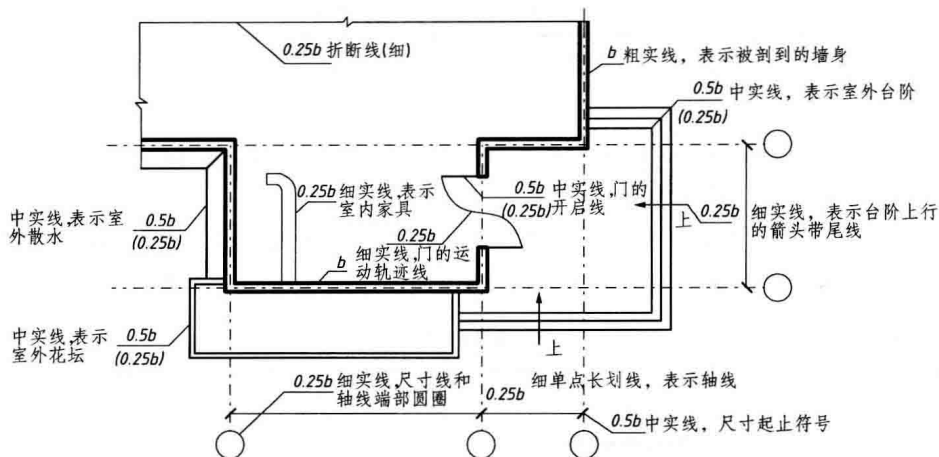 0.25b 折断线(细)
b 粗实线，表示被剖到的墙身
0.5b 中实线，表示室外台阶
(0.25b)
0.25b 细实线,表示
室内家具
0.5b 中实线,门的
(0.25b) 开启线
上
0.25b 细实线，表示台阶上行
的箭头带尾线
中实线,表示室 0.5b
外散水 (0.25b)
0.25b
b 细实线,门的运
动轨迹线
中实线,表示 0.5b
室外花坛 (0.25b)
上
0.25b 细实线,尺寸线和
轴线端部圆圈
细单点长划线，表示轴线
0.25b
0.5b 中实线，尺寸起止符号